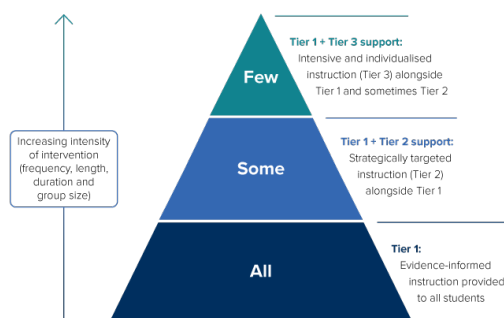 Tier 1 + Tier 3 support:
Intensive and individualised
instruction (Tier 3) alongside
Tier 1 and sometimes Tier 2
Few
Increasing intensity
of intervention
(frequency, length,
duration and
group size)
Tier 1 + Tier 2 support:
Strategically targeted
instruction (Tier 2)
alongside Tier 1
Some
Tier 1:
Evidence-informed
instruction provided
to all students
All